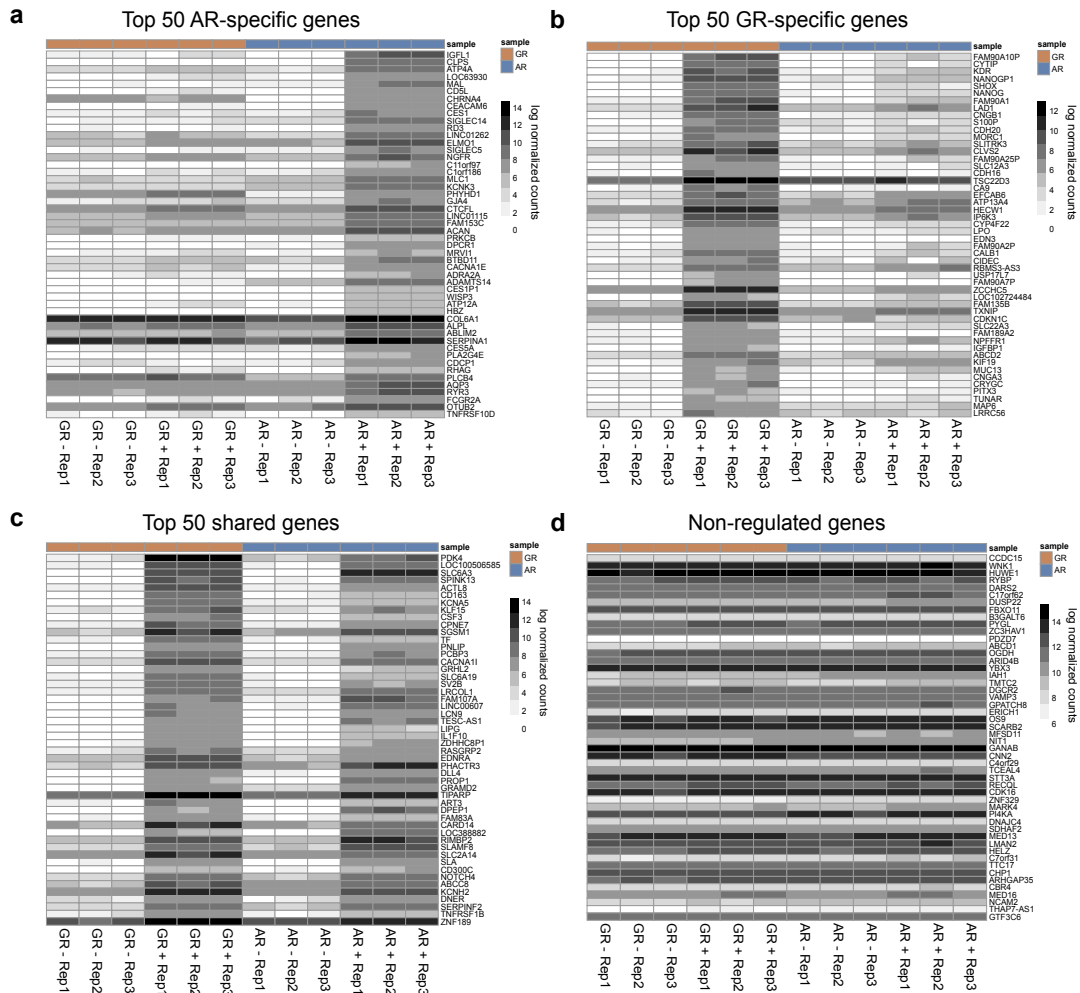 a
Top 50 AR-specific genes
sample
GR
AR
IGFL1
CLPS
ATP4A
LOC63930
MAL
CD5L
CHRNA4
CEACAM6
CES1
SIGLEC14
RD3
LINC01262
ELMO1
SIGLEC5
NGFR
C11orf97
C1orf186
MLC1
KCNK3
PHYHD1
GJA4
CTCFL
LINC01115
FAM153C
ACAN
PRKCB
DPCR1
MRVI1
BTBD11
CACNA1E
ADRA2A
ADAMTS14
CES1P1
WISP3
ATP12A
HBZ
COL6A1
ALPL
ABLIM2
SERPINA1
CES5A
PLA2G4E
CDCP1
RHAG
PLCB4
AQP3
RYR3
FCGR2A
OTUB2
TNFRSF10D
14
12
10
8
6
4
2
0
log normalized counts
GR - Rep1
GR - Rep2
GR - Rep3
GR + Rep1
GR + Rep2
GR + Rep3
AR - Rep1
AR - Rep2
AR - Rep3
AR + Rep1
AR + Rep2
AR + Rep3
b
Top 50 GR-specific genes
sample
GR
AR
FAM90A10P
CYTIP
KDR
NANOGP1
SHOX
NANOG
FAM90A1
LAD1
CNGB1
S100P
CDH20
MORC1
SLITRK3
CLVS2
FAM90A25P
SLC12A3
CDH16
TSC22D3
CA9
EFCAB6
ATP13A4
HECW1
IP6K3
CYP4F22
LPO
EDN3
FAM90A2P
CALB1
CIDEC
RBMS3-AS3
USP17L7
FAM90A7P
ZCCHC5
LOC102724484
FAM135B
TXNIP
CDKN1C
SLC22A3
FAM189A2
NPFFR1
IGFBP1
ABCD2
KIF19
MUC13
CNGA3
CRYGC
PITX3
TUNAR
MAP6
LRRC56
12
10
8
6
4
2
0
log normalized counts
GR - Rep1
GR - Rep2
GR - Rep3
GR + Rep1
GR + Rep2
GR + Rep3
AR - Rep1
AR - Rep2
AR - Rep3
AR + Rep1
AR + Rep2
AR + Rep3
c
Top 50 shared genes
sample
GR
AR
PDK4
LOC100506585
SLC6A3
SPINK13
ACTL8
CD163
KCNA5
KLF15
CSF3
CPNE7
SGSM1
TF
PNLIP
PCBP3
CACNA1I
GRHL2
SLC6A19
SV2B
LRCOL1
FAM107A
LINC00607
LCN9
TESC-AS1
LIPG
IL1F10
ZDHHC8P1
RASGRP2
EDNRA
PHACTR3
DLL4
PROP1
GRAMD2
TIPARP
ART3
DPEP1
FAM83A
CARD14
LOC388882
RIMBP2
SLAMF8
SLC2A14
SLA
CD300C
NOTCH4
ABCC8
KCNH2
DNER
SERPINF2
TNFRSF1B
ZNF189
14
12
10
8
6
4
2
0
log normalized counts
GR - Rep1
GR - Rep2
GR - Rep3
GR + Rep1
GR + Rep2
GR + Rep3
AR - Rep1
AR - Rep2
AR - Rep3
AR + Rep1
AR + Rep2
AR + Rep3
d
Non-regulated genes
sample
GR
AR
CCDC15
WNK1
HUWE1
RYBP
DARS2
C17orf62
DUSP22
FBXO11
B3GALT6
PYGL
ZC3HAV1
PDZD7
ABCD1
OGDH
ARID4B
YBX3
IAH1
TMTC2
DGCR2
VAMP3
GPATCH8
ERICH1
OS9
SCARB2
MFSD11
NIT1
GANAB
CNN2
C4orf29
TCEAL4
STT3A
RECQL
CDK16
ZNF329
MARK4
PI4KA
DNAJC4
SDHAF2
MED13
LMAN2
HELZ
C7orf31
TTC17
CHP1
ARHGAP35
CBR4
MED16
NCAM2
THAP7-AS1
GTF3C6
14
12
10
8
6
log normalized counts
GR - Rep1
GR - Rep2
GR - Rep3
GR + Rep1
GR + Rep2
GR + Rep3
AR - Rep1
AR - Rep2
AR - Rep3
AR + Rep1
AR + Rep2
AR + Rep3